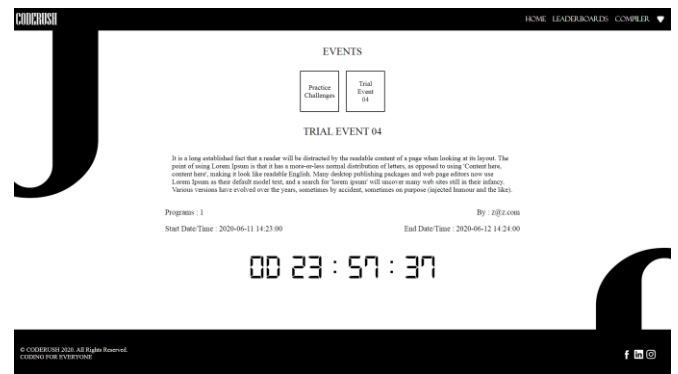 CODERUSH
HOME LEADERBOARDS COMPILER
EVENTS
Practice
Challenges
Trial
Event
04
TRIAL EVENT 04
It is a long established fact that a reader will be distracted by the readable content of a page when looking at its layout. The
point of using Lorem Ipsum is that it has a more-or-less normal distribution of letters, as opposed to using 'Content here,
content here', making it look like readable English. Many desktop publishing packages and web page editors now use
Lorem Ipsum as their default model text, and a search for 'lorem ipsum' will uncover many web sites still in their infancy.
Various versions have evolved over the years, sometimes by accident, sometimes on purpose (injected humour and the like).
Programs : 1
By : z@z.com
Start Date/Time : 2020-06-11 14:23:00
End Date/Time : 2020-06-12 14:24:00
00 23 : 57 : 37
© CODERUSH 2020. All Rights Reserved.
CODING FOR EVERYONE